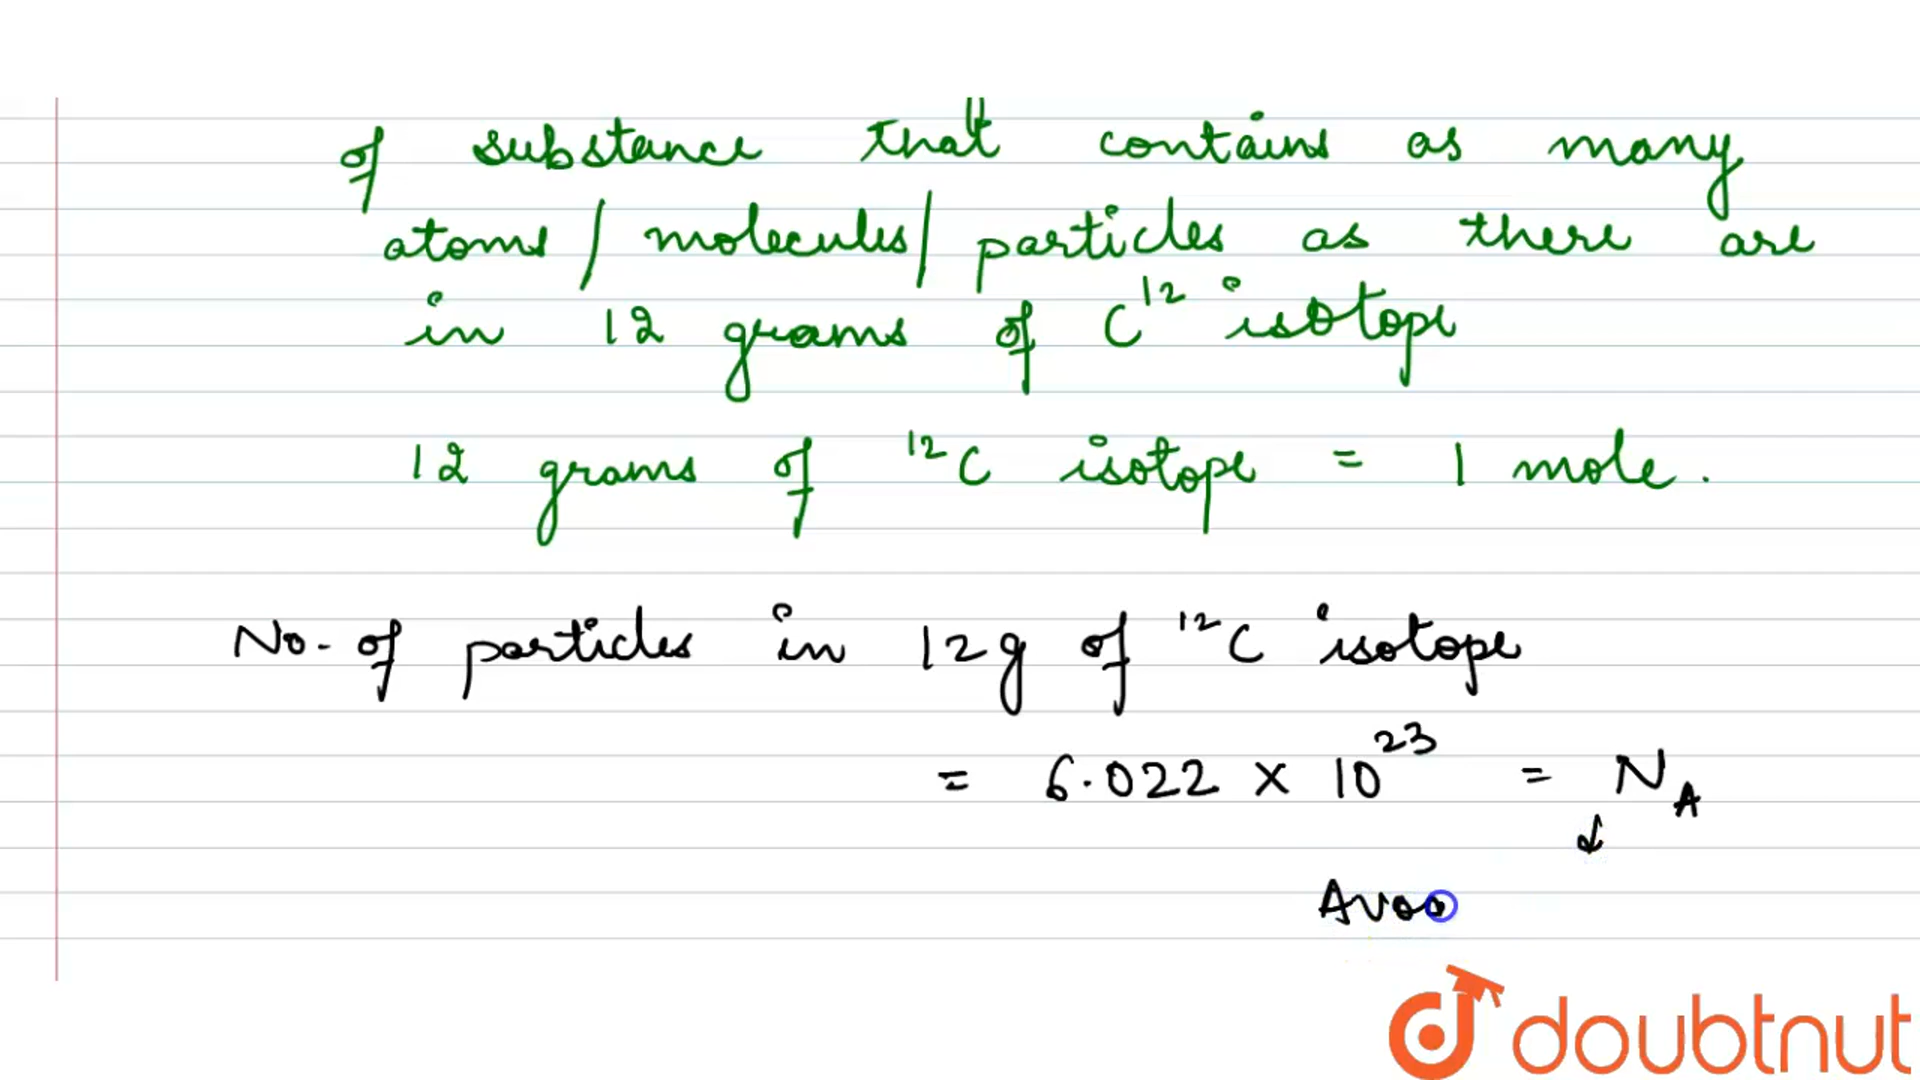 of substance that contains as many
atoms / molecules / particles as there are
in 12 grams of C¹² isotope
12 grams of ¹²C isotope = 1 mole.
No. of particles in 12g of ¹²C isotope
= 6.022 × 10²³ = N_A
↓
doubtnut